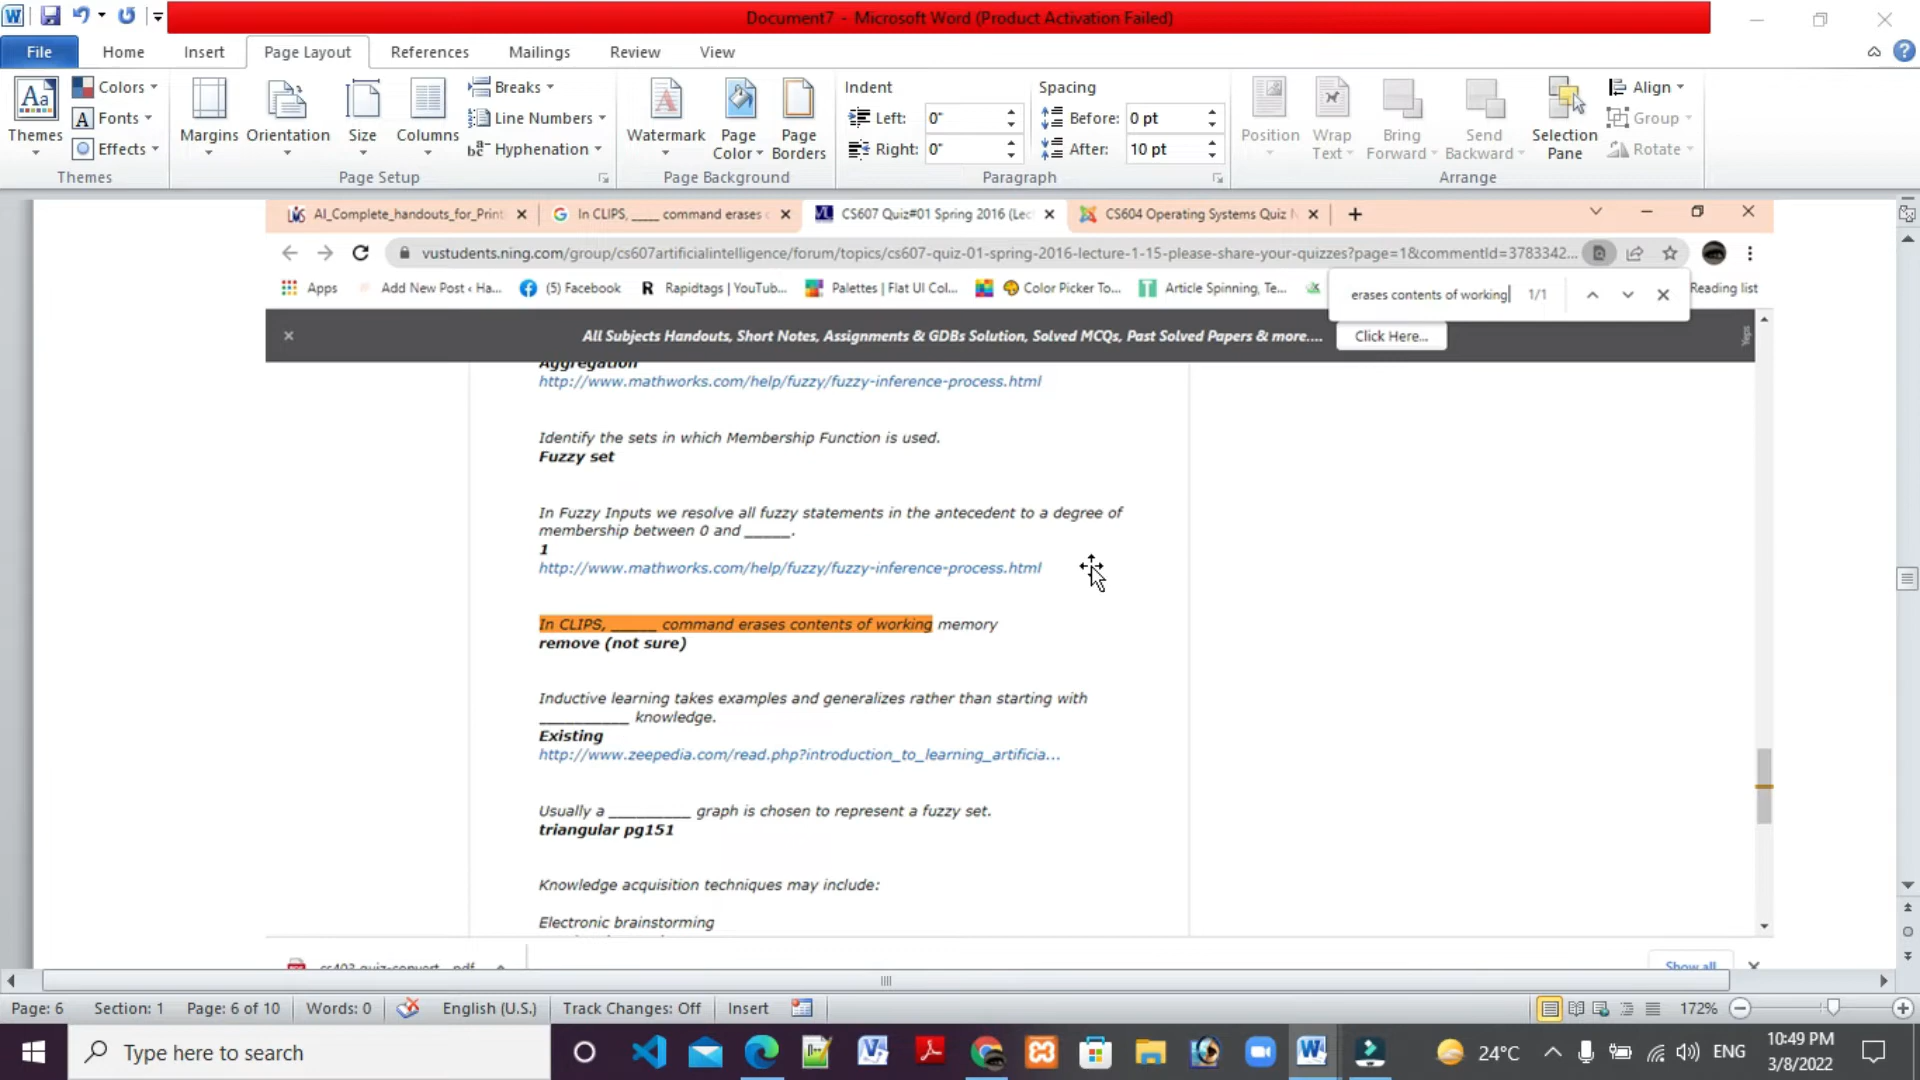 Document7 - Microsoft Word (Product Activation Failed)
File Home Insert Page Layout References Mailings Review View
Themes
Colors
Fonts
Effects
Themes
Margins Orientation Size Columns
Breaks
Line Numbers
Hyphenation
Page Setup
Watermark Page Color Page Borders
Page Background
Indent
Left: 0"
Right: 0"
Spacing
Before: 0 pt
After: 10 pt
Paragraph
Position Wrap Text Bring Forward Send Backward Selection Pane
Align
Group
Rotate
Arrange
AI_Complete_handouts_for_Print
In CLIPS, _____ command erases
CS607 Quiz#01 Spring 2016 (Lec
CS604 Operating Systems Quiz
vustudents.ning.com/group/cs607artificialintelligence/forum/topics/cs607-quiz-01-spring-2016-lecture-1-15-please-share-your-quizzes?page=1&commentId=3783342...
Apps Add New Post ‹ Ha... (5) Facebook Rapidtags | YouTub... Palettes | Flat UI Col... Color Picker To... Article Spinning, Te... Reading list
erases contents of working 1/1
All Subjects Handouts, Short Notes, Assignments & GDBs Solution, Solved MCQs, Past Solved Papers & more....
Click Here...
Aggregation
http://www.mathworks.com/help/fuzzy/fuzzy-inference-process.html
Identify the sets in which Membership Function is used.
Fuzzy set
In Fuzzy Inputs we resolve all fuzzy statements in the antecedent to a degree of
membership between 0 and _____.
1
http://www.mathworks.com/help/fuzzy/fuzzy-inference-process.html
In CLIPS, _____ command erases contents of working memory
remove (not sure)
Inductive learning takes examples and generalizes rather than starting with
__________ knowledge.
Existing
http://www.zeepedia.com/read.php?introduction_to_learning_artificia...
Usually a _________ graph is chosen to represent a fuzzy set.
triangular pg151
Knowledge acquisition techniques may include:
Electronic brainstorming
Show all
Page: 6 Section: 1 Page: 6 of 10 Words: 0 English (U.S.) Track Changes: Off Insert 172%
Type here to search
24°C
ENG
10:49 PM
3/8/2022